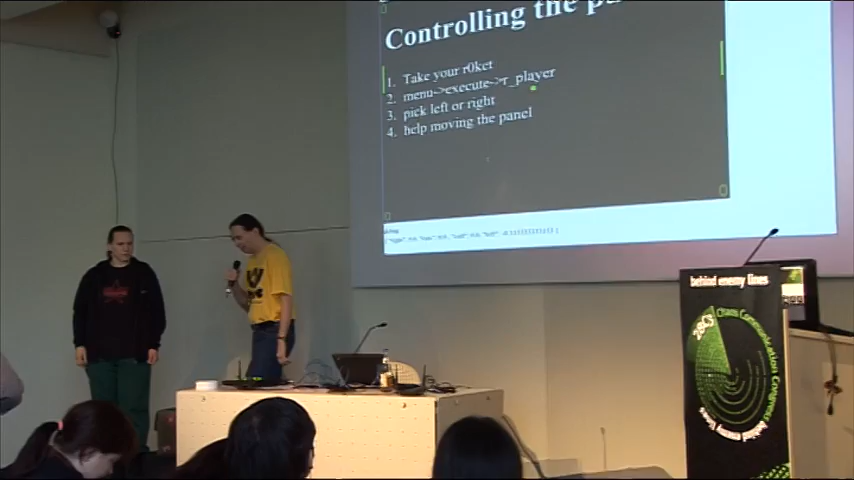 Controlling the
1. Take your r0ket
2. menu->execute->r_player
3. pick left or right
4. help moving the panel
behind enemy lines
28C3
Chaos Communication Congress